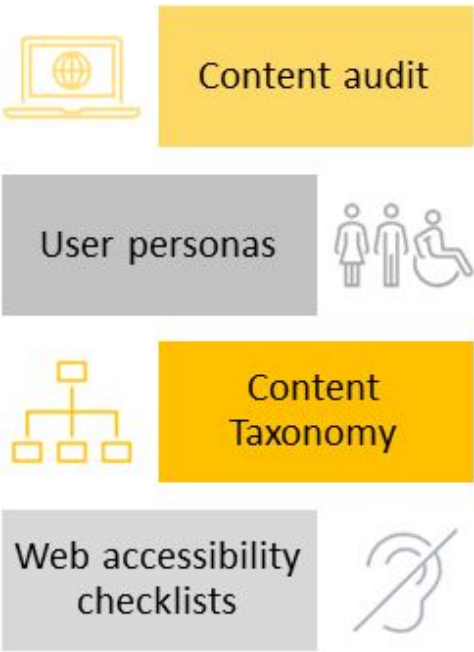 Content audit
User personas
Content
Taxonomy
Web accessibility
checklists